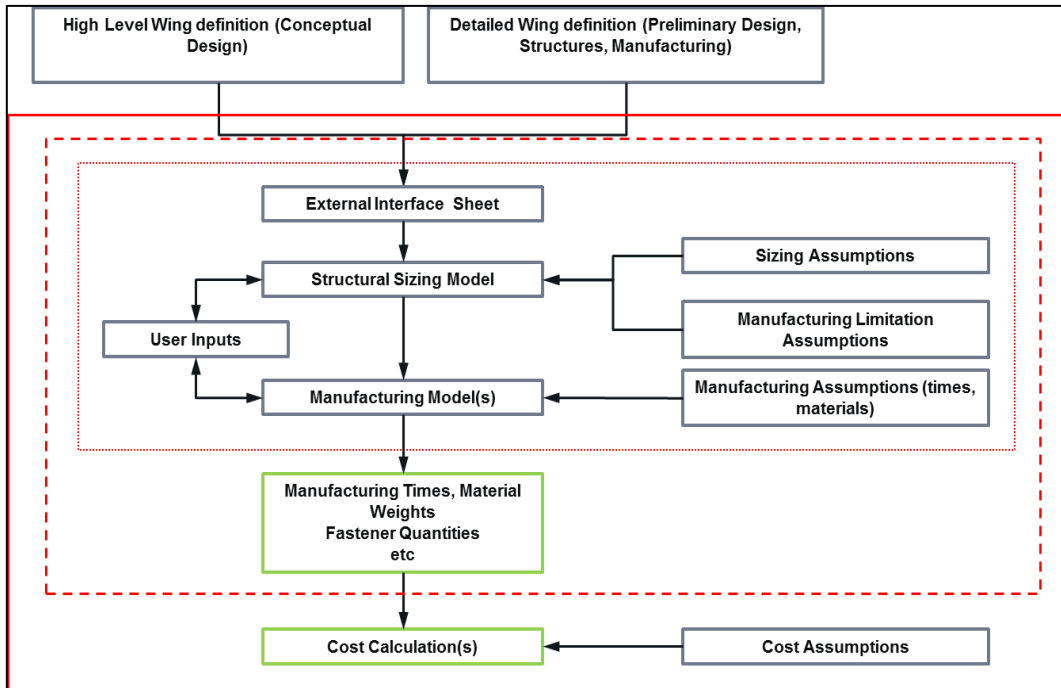 High Level Wing definition (Conceptual
Design)
Detailed Wing definition (Preliminary Design,
Structures, Manufacturing)
External Interface Sheet
Structural Sizing Model
Sizing Assumptions
User Inputs
Manufacturing Limitation
Assumptions
Manufacturing Model(s)
Manufacturing Assumptions (times,
materials)
Manufacturing Times, Material
Weights
Fastener Quantities
etc
Cost Calculation(s)
Cost Assumptions